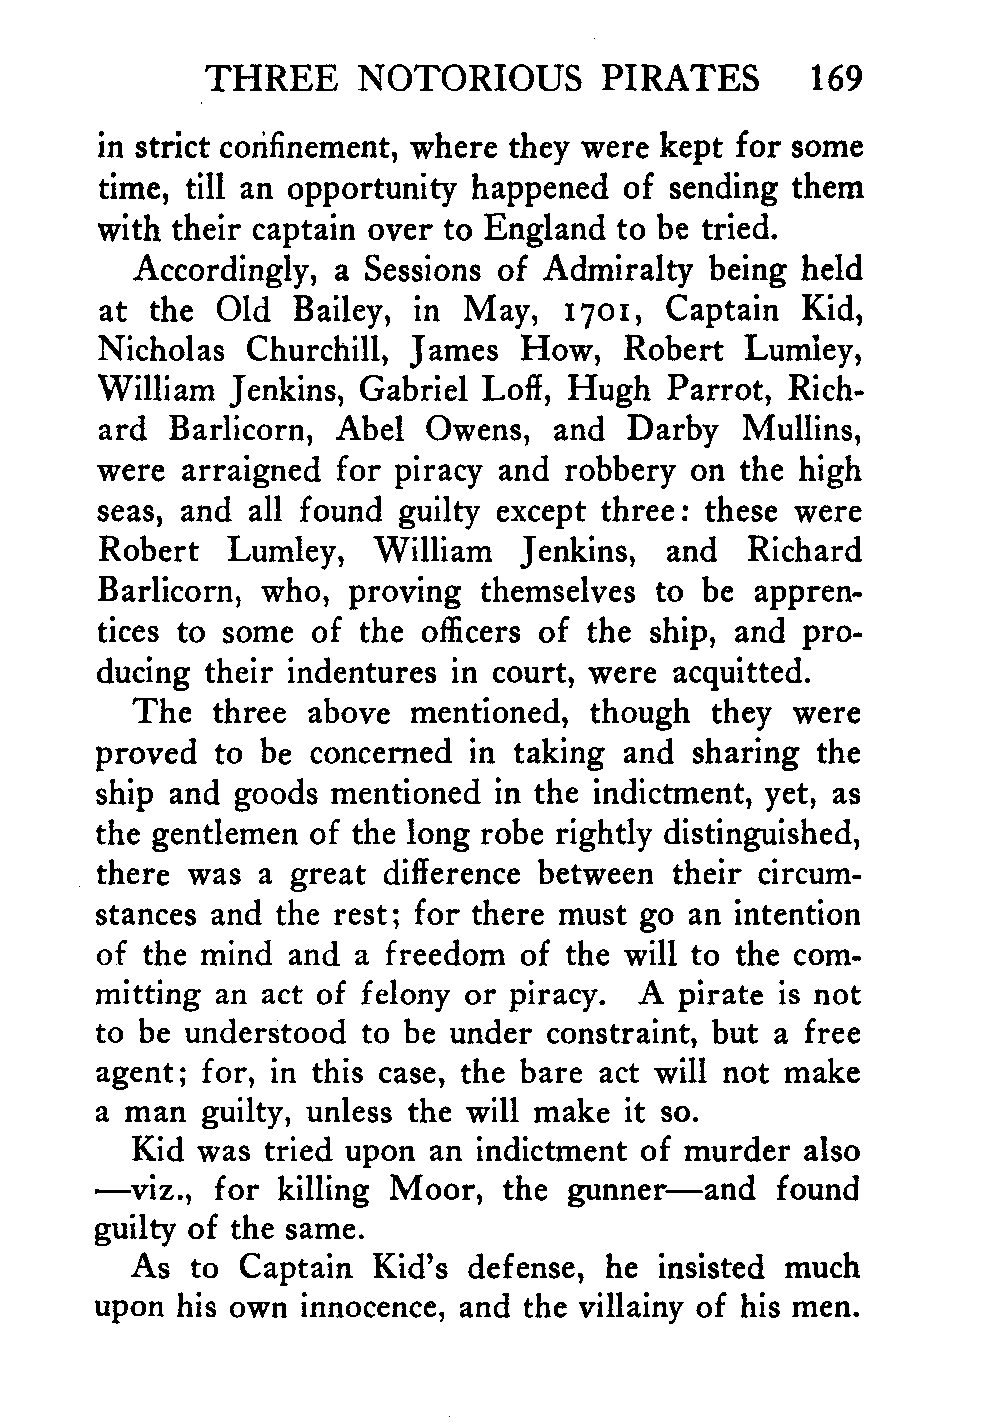 THREE NOTORIOUS PIRATES 169
in strict confinement, where they were kept for some
time, till an opportunity happened of sending them
with their captain over to England to be tried.
Accordingly, a Sessions of Admiralty being held
at the Old Bailey, in May, 1701, Captain Kid,
Nicholas Churchill, James How, Robert Lumley,
William Jenkins, Gabriel Loff, Hugh Parrot, Rich-
ard Barlicorn, Abel Owens, and Darby Mullins,
were arraigned for piracy and robbery on the high
seas, and all found guilty except three: these were
Robert Lumley, William Jenkins, and Richard
Barlicorn, who, proving themselves to be appren-
tices to some of the officers of the ship, and pro-
ducing their indentures in court, were acquitted.
The three above mentioned, though they were
proved to be concerned in taking and sharing the
ship and goods mentioned in the indictment, yet, as
the gentlemen of the long robe rightly distinguished,
there was a great difference between their circum-
stances and the rest; for there must go an intention
of the mind and a freedom of the will to the com-
mitting an act of felony or piracy. A pirate is not
to be understood to be under constraint, but a free
agent; for, in this case, the bare act will not make
a man guilty, unless the will make it so.
Kid was tried upon an indictment of murder also
—viz., for killing Moor, the gunner—and found
guilty of the same.
As to Captain Kid's defense, he insisted much
upon his own innocence, and the villainy of his men.